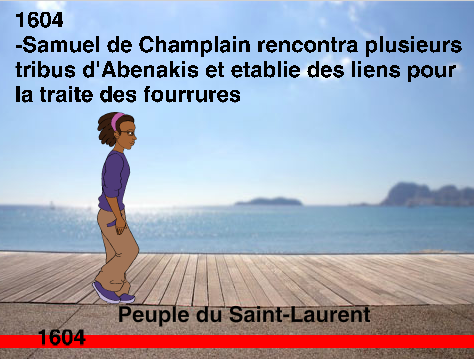 1604
-Samuel de Champlain rencontra plusieurs
tribus d'Abenakis et etablie des liens pour
la traite des fourrures
Peuple du Saint-Laurent
1604